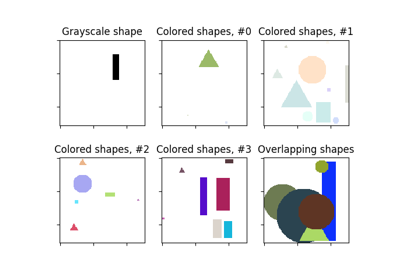 Grayscale shape
Colored shapes, #0
Colored shapes, #1
Colored shapes, #2
Colored shapes, #3
Overlapping shapes